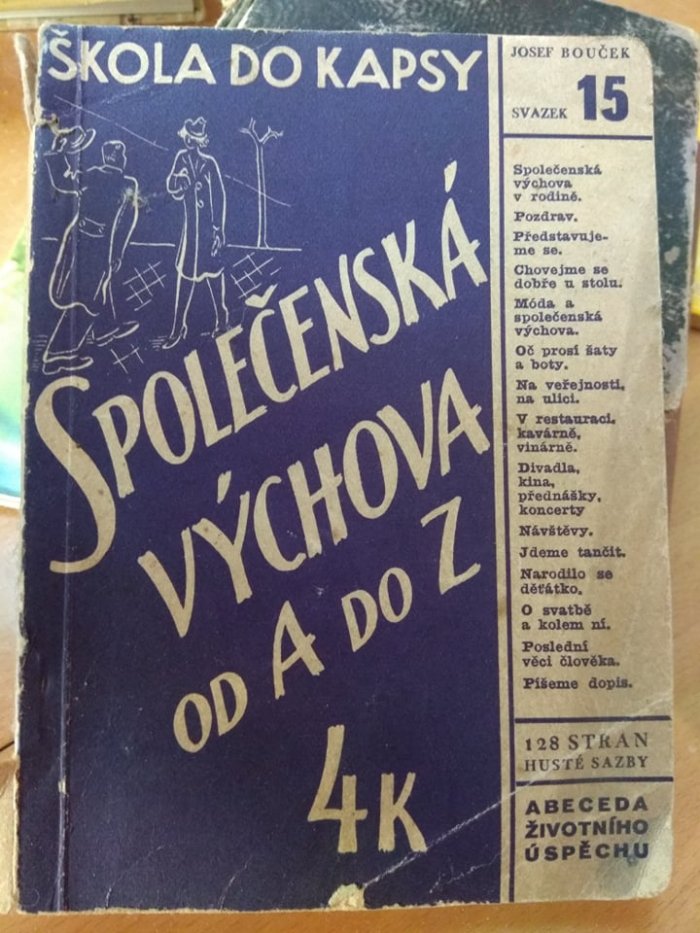 ŠKOLA DO KAPSY
SPOLEČENSKÁ
VÝCHOVA
OD A DO Z
4K
JOSEF BOUČEK
SVAZEK 15
Společenská
výchova
v rodině.
Pozdrav.
Představuje-
me se.
Chovejme se
dobře u stolu.
Móda a
společenská
výchova.
Oč prosí šaty
a boty.
Na veřejnosti,
na ulici.
V restauraci,
kavárně,
vinárně.
Divadla,
kina,
přednášky,
koncerty
Návštěvy.
Jdeme tančit.
Narodilo se
děťátko.
O svatbě
a kolem ní.
Poslední
věci člověka.
Píšeme dopis.
128 STRAN
HUSTÉ SAZBY
ABECEDA
ŽIVOTNÍHO
ÚSPĚCHU